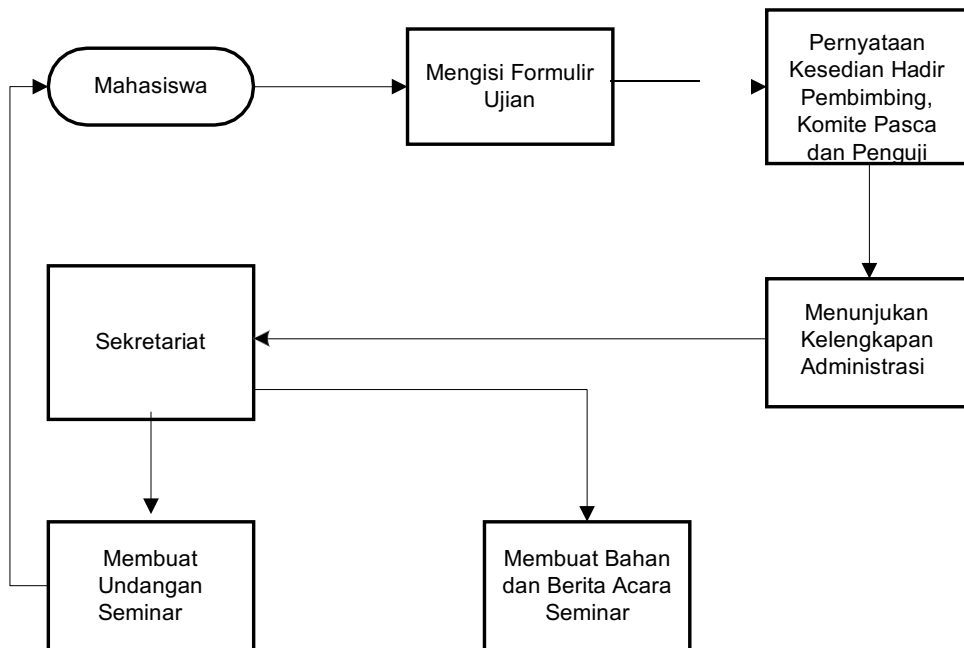 Mahasiswa
Mengisi Formulir
Ujian
Pernyataan
Kesedian Hadir
Pembimbing,
Komite Pasca
dan Penguji
Sekretariat
Menunjukan
Kelengkapan
Administrasi
Membuat
Undangan
Seminar
Membuat Bahan
dan Berita Acara
Seminar